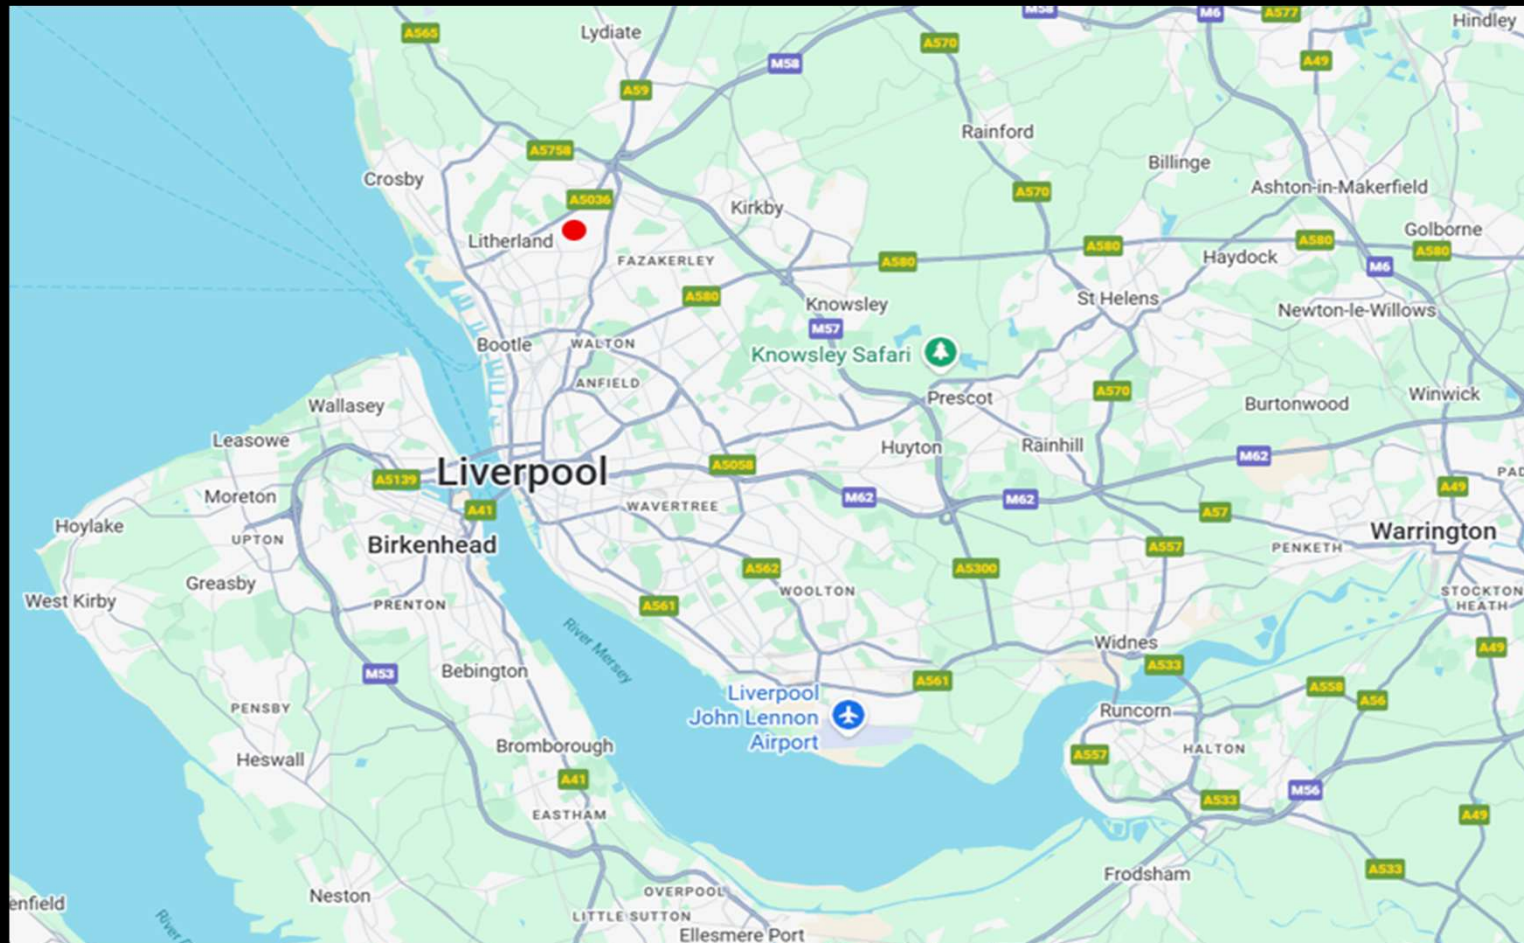 M58
M6
A577
Hindley
A565
Lydiate
A570
A49
M58
A59
Rainford
A5758
Billinge
Crosby
A570
Ashton-in-Makerfield
A5036
Kirkby
Golborne
Litherland
A580
A580
A580
FAZAKERLEY
A580
Haydock
M6
A580
Knowsley
St Helens
Newton-le-Willows
M57
Bootle
WALTON
Knowsley Safari
ANFIELD
A570
Prescot
Winwick
Wallasey
Burtonwood
Leasowe
Huyton
Rainhill
M62
A5058
Liverpool
A5139
PAD
A49
Moreton
M62
M62
WAVERTREE
A41
A57
Hoylake
Warrington
UPTON
Birkenhead
A557
PENKETH
A562
A5300
Greasby
WOOLTON
STOCKTON
HEATH
West Kirby
PRENTON
A561
River Mersey
Widnes
A49
A533
Bebington
M53
A561
A558
Liverpool
John Lennon
Airport
A56
PENSBY
Runcorn
Bromborough
HALTON
Heswall
A557
A41
M56
A533
EASTHAM
A49
A533
Frodsham
OVERPOOL
Neston
enfield
LITTLE SUTTON
River
Ellesmere Port